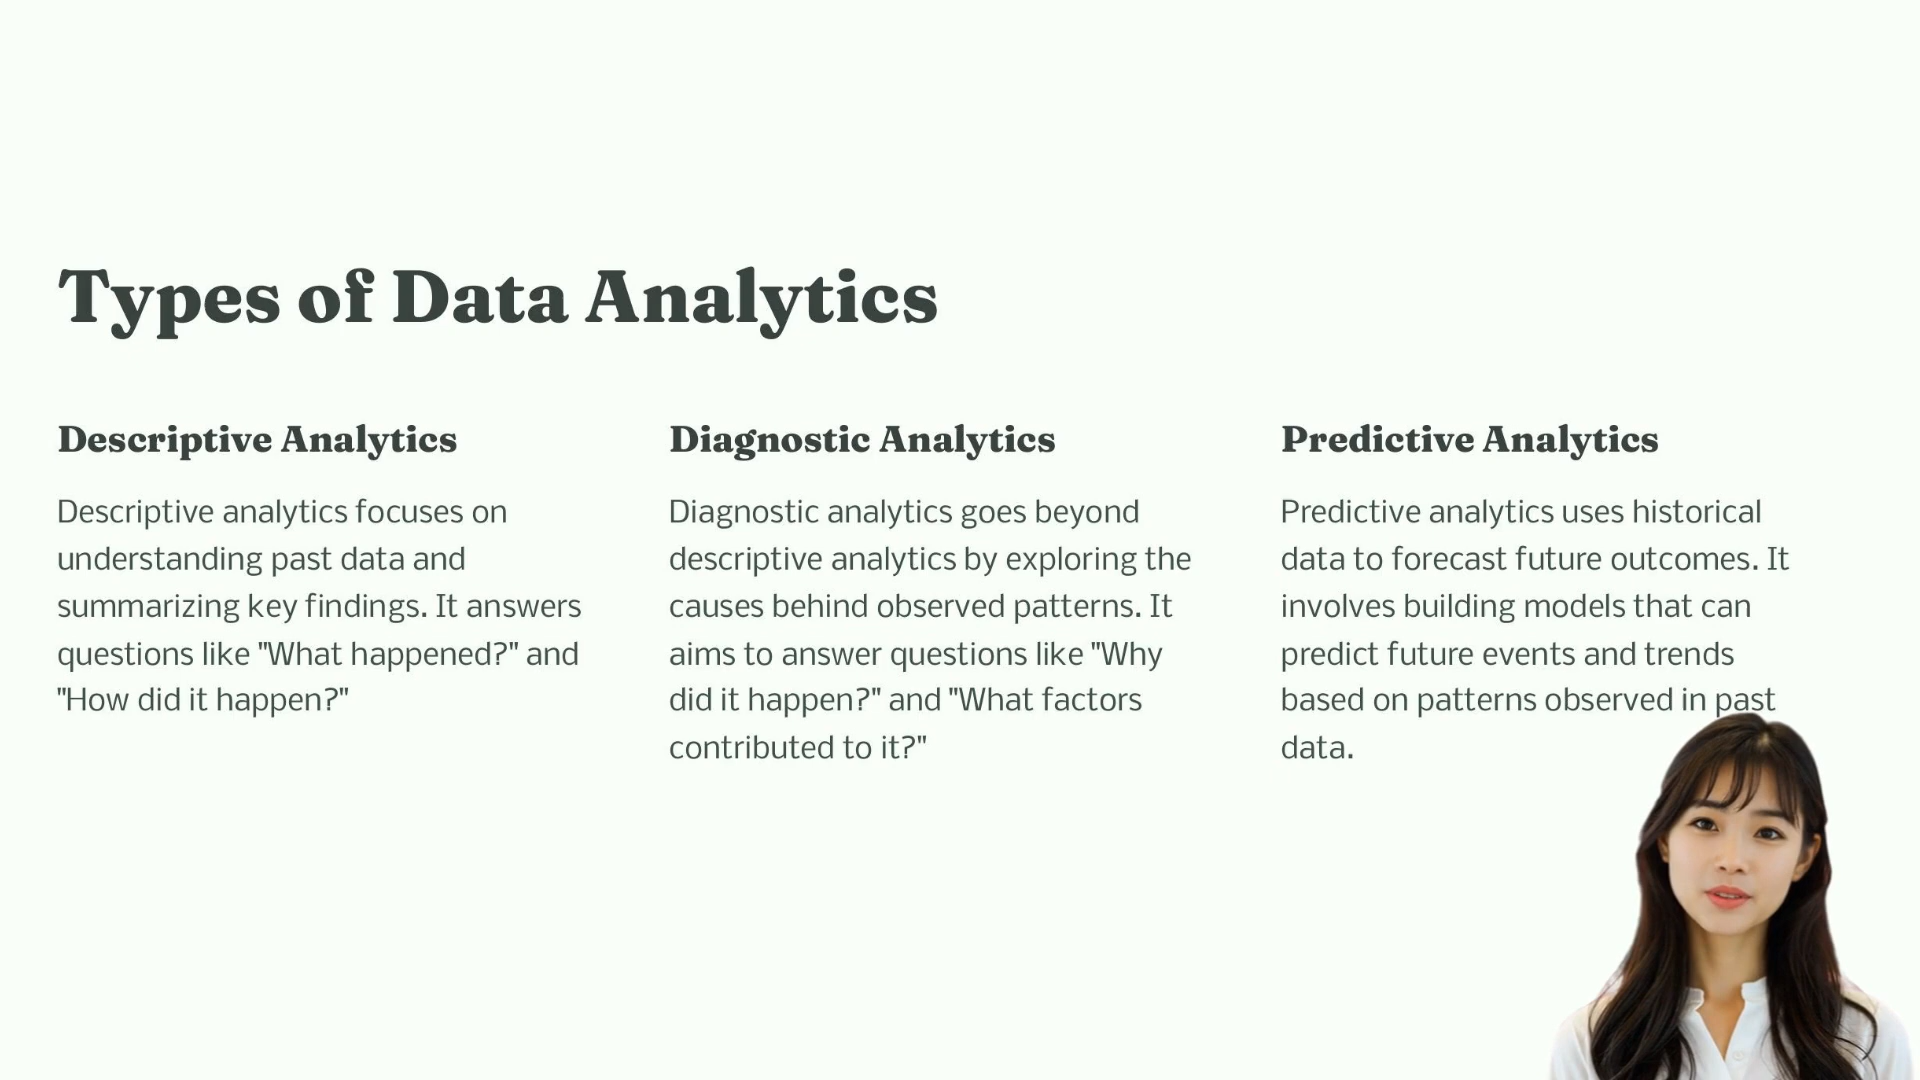 Types of Data Analytics
Descriptive Analytics
Descriptive analytics focuses on
understanding past data and
summarizing key findings. It answers
questions like "What happened?" and
"How did it happen?"
Diagnostic Analytics
Diagnostic analytics goes beyond
descriptive analytics by exploring the
causes behind observed patterns. It
aims to answer questions like "Why
did it happen?" and "What factors
contributed to it?"
Predictive Analytics
Predictive analytics uses historical
data to forecast future outcomes. It
involves building models that can
predict future events and trends
based on patterns observed in past
data.